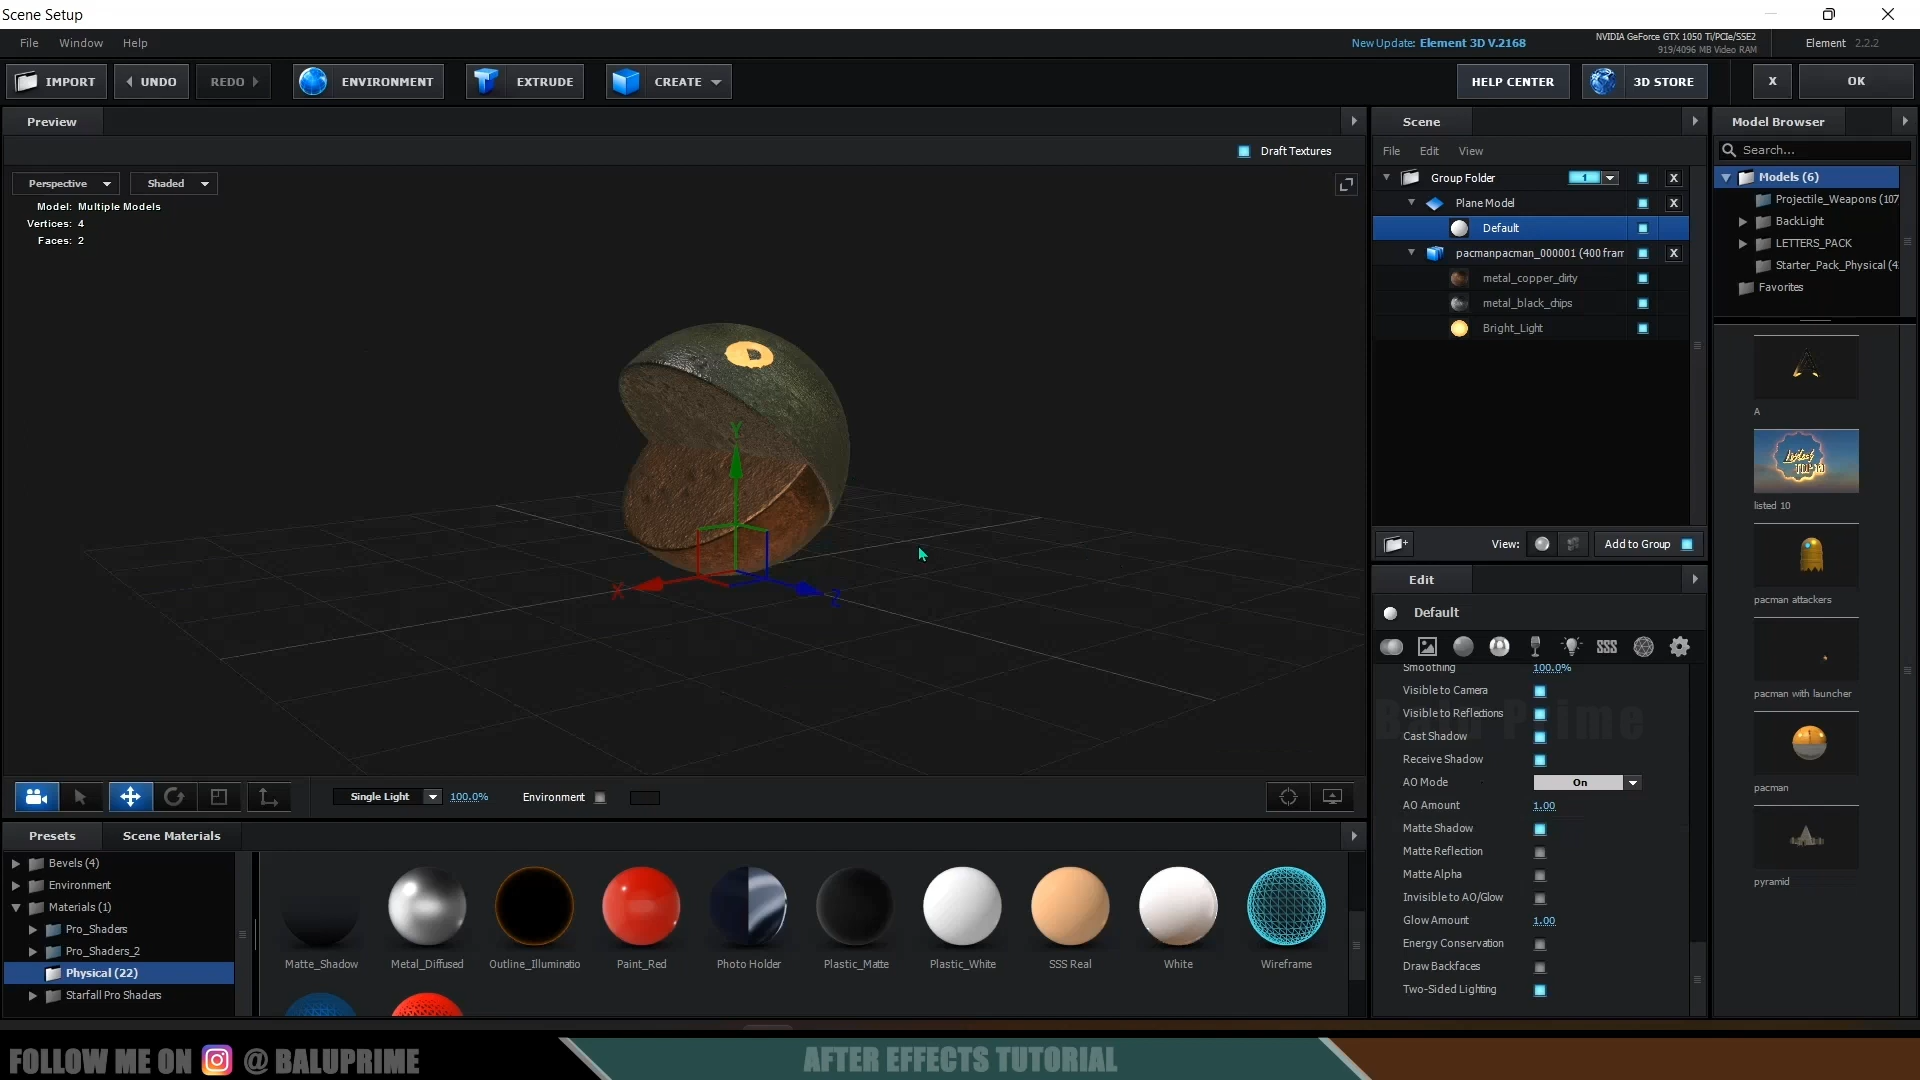 Scene Setup
File Window Help
New Update: Element 3D V.2168
NVIDIA GeForce GTX 1050 Ti/PCIe/SSE2
919/4096 MB Video RAM
Element 2.2.2
IMPORT UNDO REDO ENVIRONMENT EXTRUDE CREATE HELP CENTER 3D STORE X OK
Preview
Draft Textures
Perspective Shaded
Model: Multiple Models
Vertices: 4
Faces: 2
Y
X
Z
Single Light 100.0% Environment
Scene
File Edit View
Group Folder 1 X
Plane Model X
Default
pacmanpacman_000001 (400 fram X
metal_copper_dirty
metal_black_chips
Bright_Light
View: Add to Group
Edit
Default
SSS
Smoothing 100.0%
Visible to Camera
Visible to Reflections
Balu Prime
Cast Shadow
Receive Shadow
AO Mode On
AO Amount 1.00
Matte Shadow
Matte Reflection
Matte Alpha
Invisible to AO/Glow
Glow Amount 1.00
Energy Conservation
Draw Backfaces
Two-Sided Lighting
Model Browser
Search...
Models (6)
Projectile_Weapons (107
BackLight
LETTERS_PACK
Starter_Pack_Physical (4
Favorites
A
Listed
TOP 10
listed 10
pacman attackers
pacman with launcher
pacman
pyramid
Presets Scene Materials
Bevels (4)
Environment
Materials (1)
Pro_Shaders
Pro_Shaders_2
Physical (22)
Starfall Pro Shaders
Matte_Shadow
Metal_Diffused
Outline_Illuminatio
Paint_Red
Photo Holder
Plastic_Matte
Plastic_White
SSS Real
White
Wireframe
FOLLOW ME ON @ BALUPRIME
AFTER EFFECTS TUTORIAL